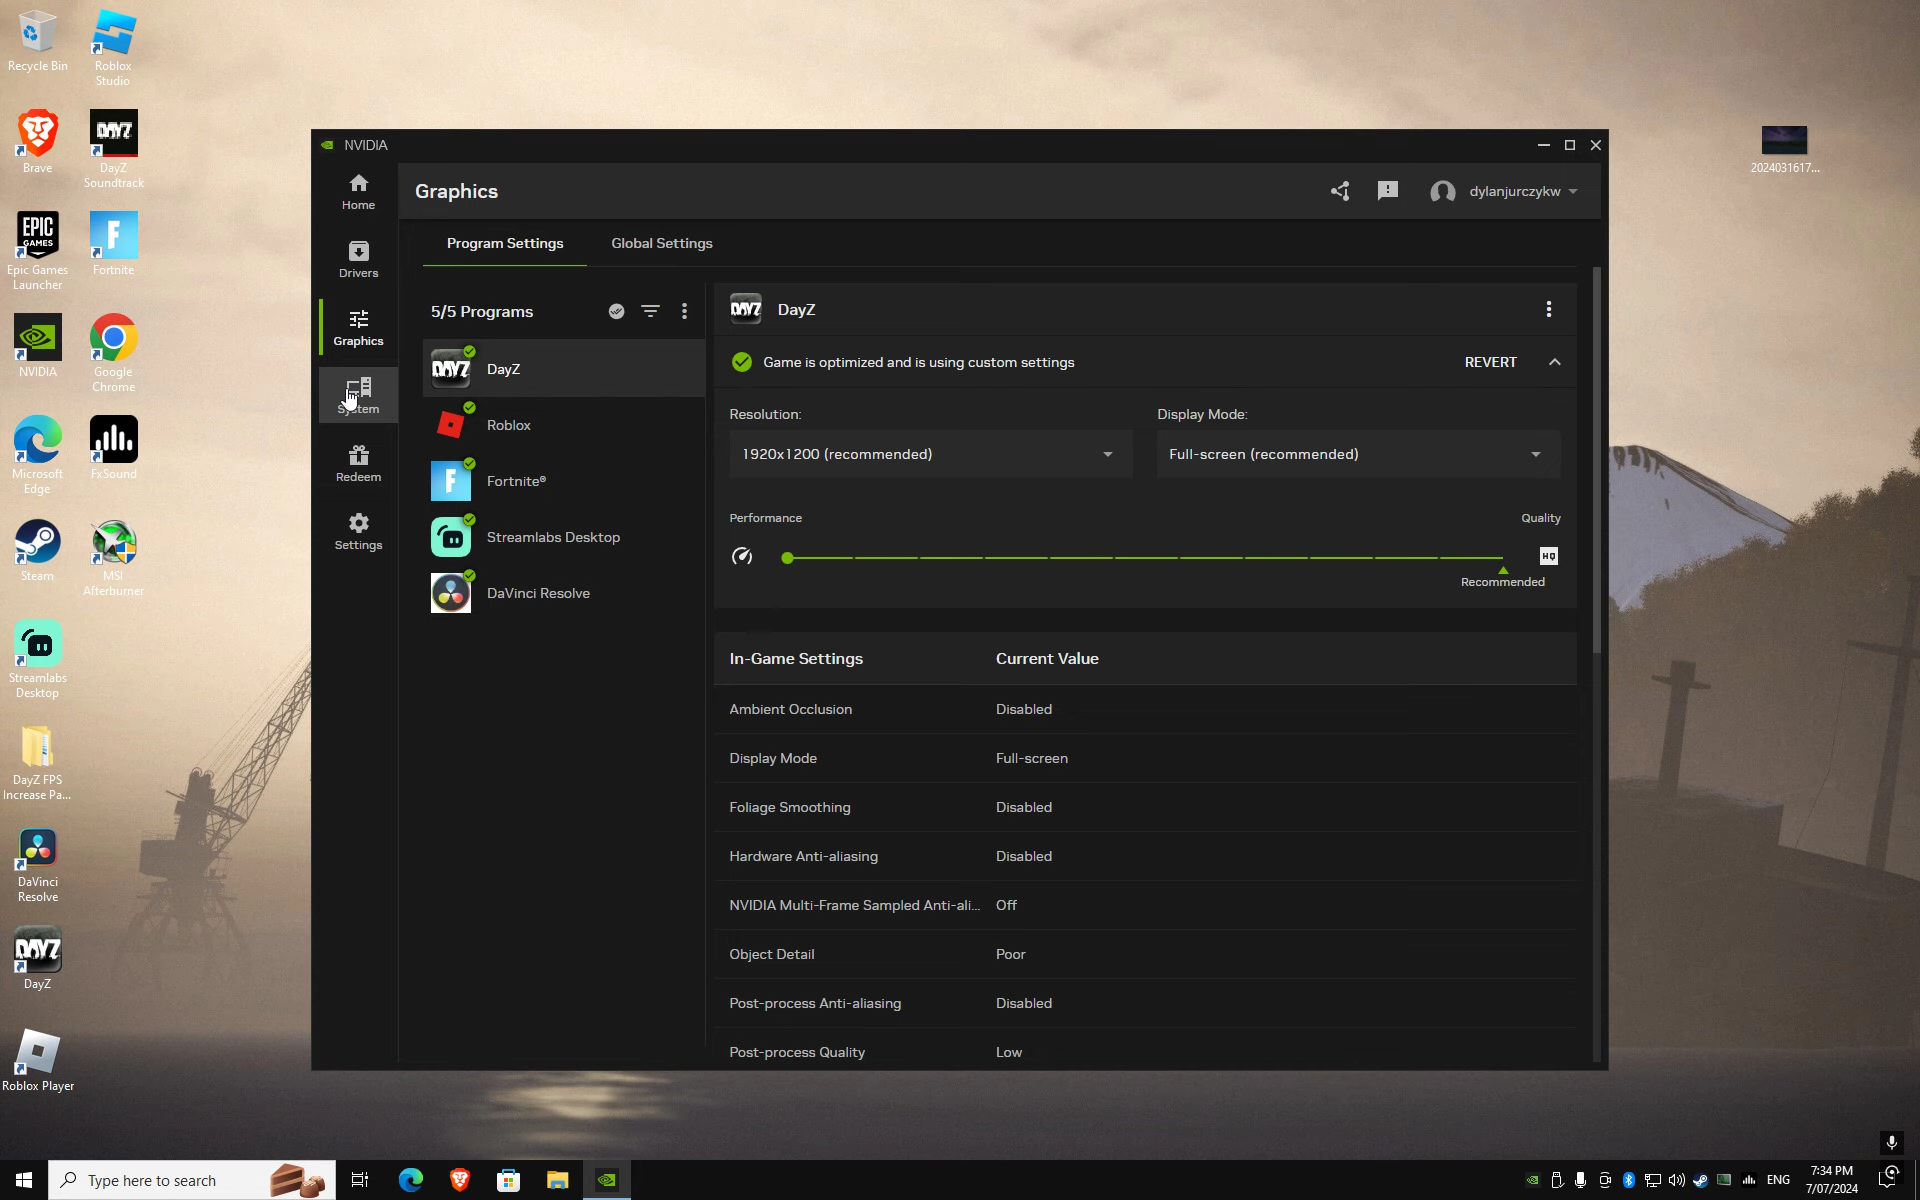 Recycle Bin
Roblox
Studio
Brave
DAYZ
DayZ
Soundtrack
EPIC
GAMES
Epic Games
Launcher
F
Fortnite
NVIDIA
Google
Chrome
Microsoft
Edge
FxSound
Steam
MSI
Afterburner
Streamlabs
Desktop
DayZ FPS
Increase Pa...
DaVinci
Resolve
DAYZ
DayZ
Roblox Player
2024031617...
NVIDIA
Home
Drivers
Graphics
System
Redeem
Settings
Graphics
dylanjurczykw
Program Settings
Global Settings
5/5 Programs
DAYZ
DayZ
Roblox
F
Fortnite®
Streamlabs Desktop
DaVinci Resolve
DAYZ
DayZ
Game is optimized and is using custom settings
REVERT
Resolution:
Display Mode:
1920x1200 (recommended)
Full-screen (recommended)
Performance
Quality
HQ
Recommended
In-Game Settings
Current Value
Ambient Occlusion
Disabled
Display Mode
Full-screen
Foliage Smoothing
Disabled
Hardware Anti-aliasing
Disabled
NVIDIA Multi-Frame Sampled Anti-ali...
Off
Object Detail
Poor
Post-process Anti-aliasing
Disabled
Post-process Quality
Low
Type here to search
ENG
7:34 PM
7/07/2024